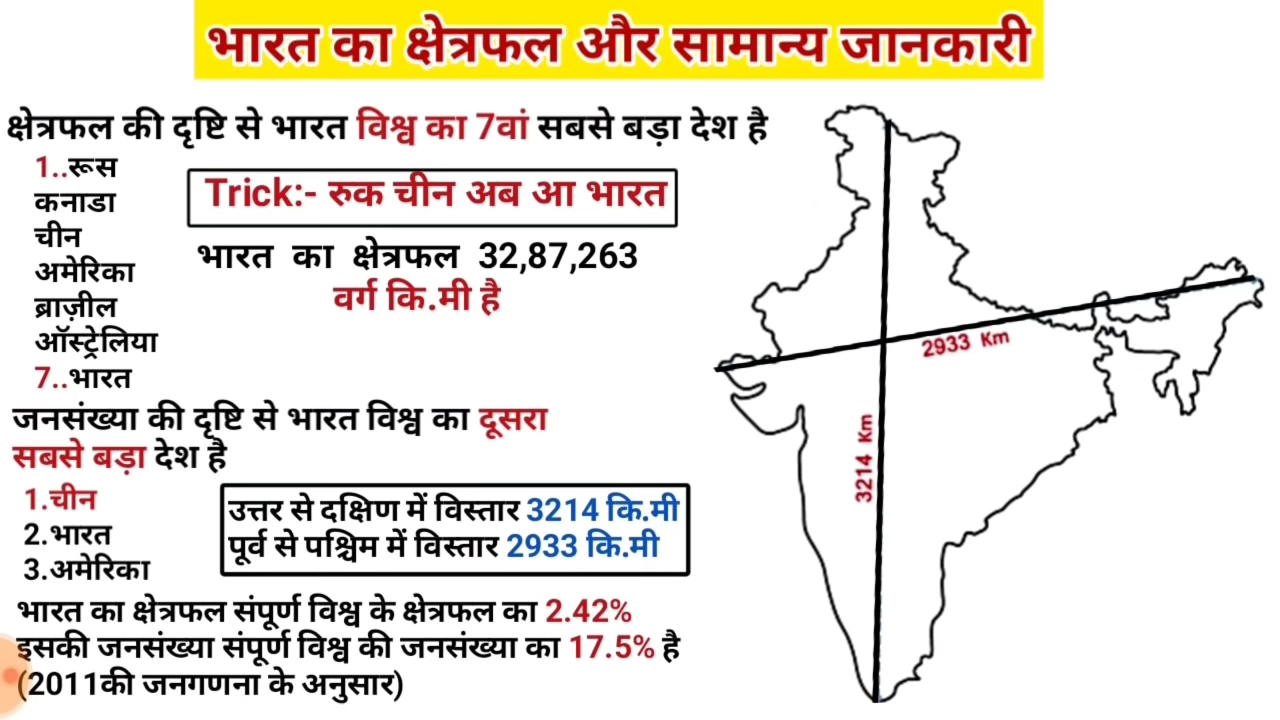 भारत का क्षेत्रफल और सामान्य जानकारी
क्षेत्रफल की दृष्टि से भारत विश्व का 7वां सबसे बड़ा देश है
1..रूस
कनाडा
चीन
अमेरिका
ब्राज़ील
ऑस्ट्रेलिया
7..भारत
Trick:- रुक चीन अब आ भारत
भारत का क्षेत्रफल 32,87,263
वर्ग कि.मी है
जनसंख्या की दृष्टि से भारत विश्व का दूसरा
सबसे बड़ा देश है
1.चीन
2.भारत
3.अमेरिका
उत्तर से दक्षिण में विस्तार 3214 कि.मी
पूर्व से पश्चिम में विस्तार 2933 कि.मी
भारत का क्षेत्रफल संपूर्ण विश्व के क्षेत्रफल का 2.42%
इसकी जनसंख्या संपूर्ण विश्व की जनसंख्या का 17.5% है
(2011की जनगणना के अनुसार)
2933 Km
3214 Km